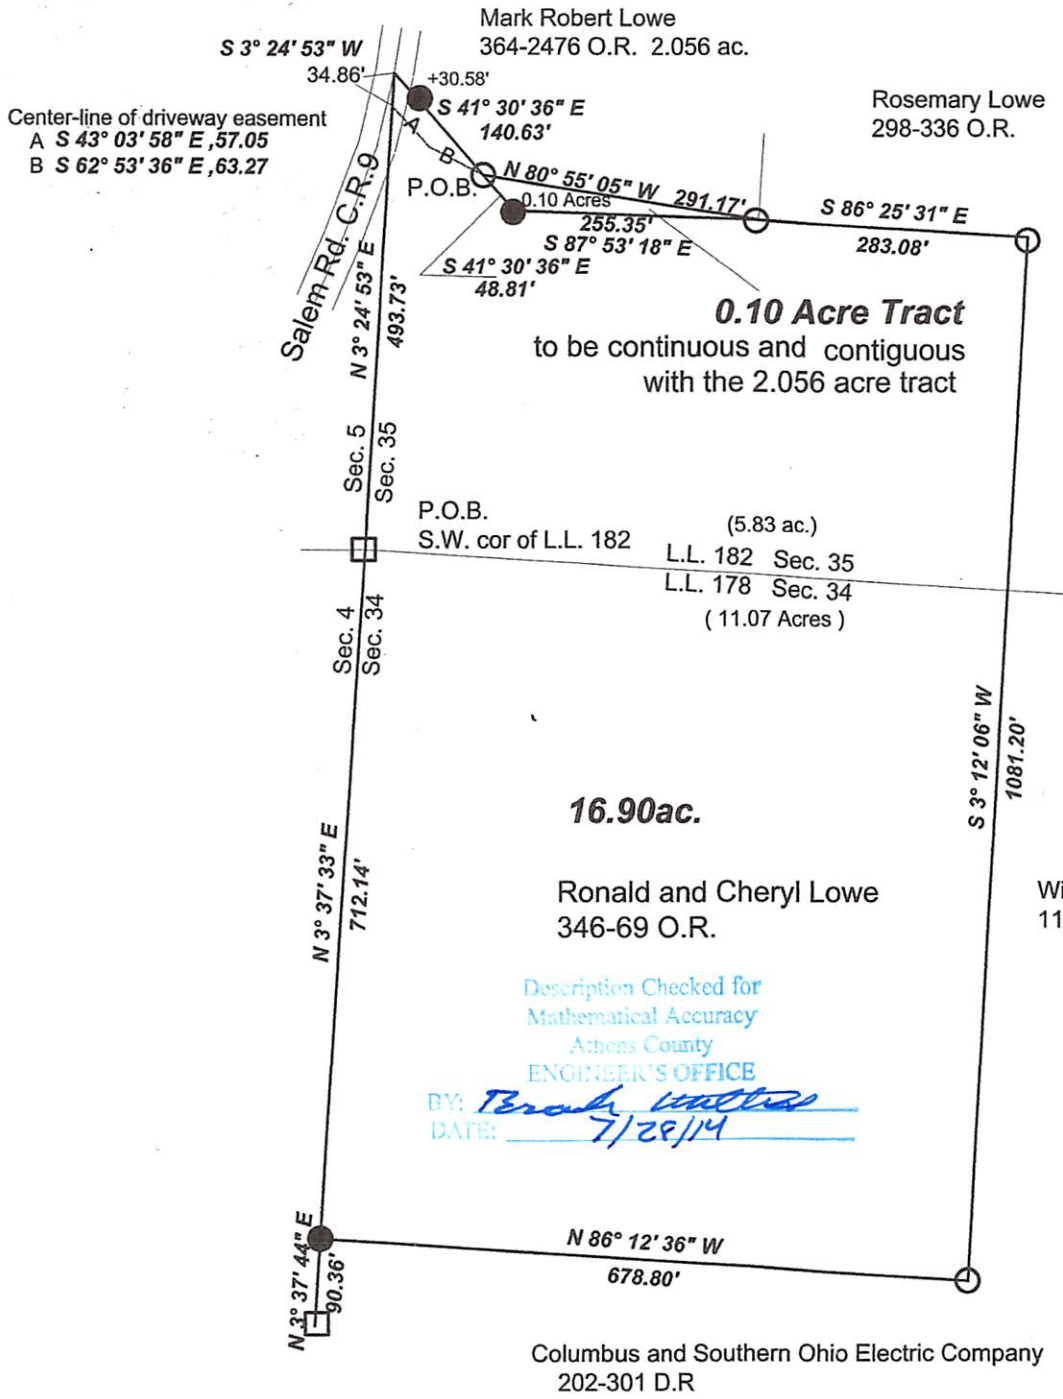 Mark Robert Lowe
364-2476 O.R. 2.056 ac.
S 3° 24' 53" W
34.86'
+30.58'
S 41° 30' 36" E
140.63'
Rosemary Lowe
298-336 O.R.
Center-line of driveway easement
A S 43° 03' 58" E ,57.05
B S 62° 53' 36" E ,63.27
A
B
P.O.B.
N 80° 55' 05" W 291.17'
0.10 Acres
255.35'
S 87° 53' 18" E
S 86° 25' 31" E
283.08'
S 41° 30' 36" E
48.81'
Salem Rd. C.R.9
N 3° 24' 53" E
493.73'
0.10 Acre Tract
to be continuous and contiguous
with the 2.056 acre tract
Sec. 5
Sec. 35
P.O.B.
S.W. cor of L.L. 182
(5.83 ac.)
L.L. 182 Sec. 35
L.L. 178 Sec. 34
( 11.07 Acres )
Sec. 4
Sec. 34
S 3° 12' 06" W
1081.20'
16.90ac.
N 3° 37' 33" E
712.14'
Ronald and Cheryl Lowe
346-69 O.R.
Wi
11
Description Checked for
Mathematical Accuracy
Athens County
ENGINEER'S OFFICE
BY:
DATE: 7/28/14
N 86° 12' 36" W
678.80'
N 3° 37' 44" E
90.36'
Columbus and Southern Ohio Electric Company
202-301 D.R